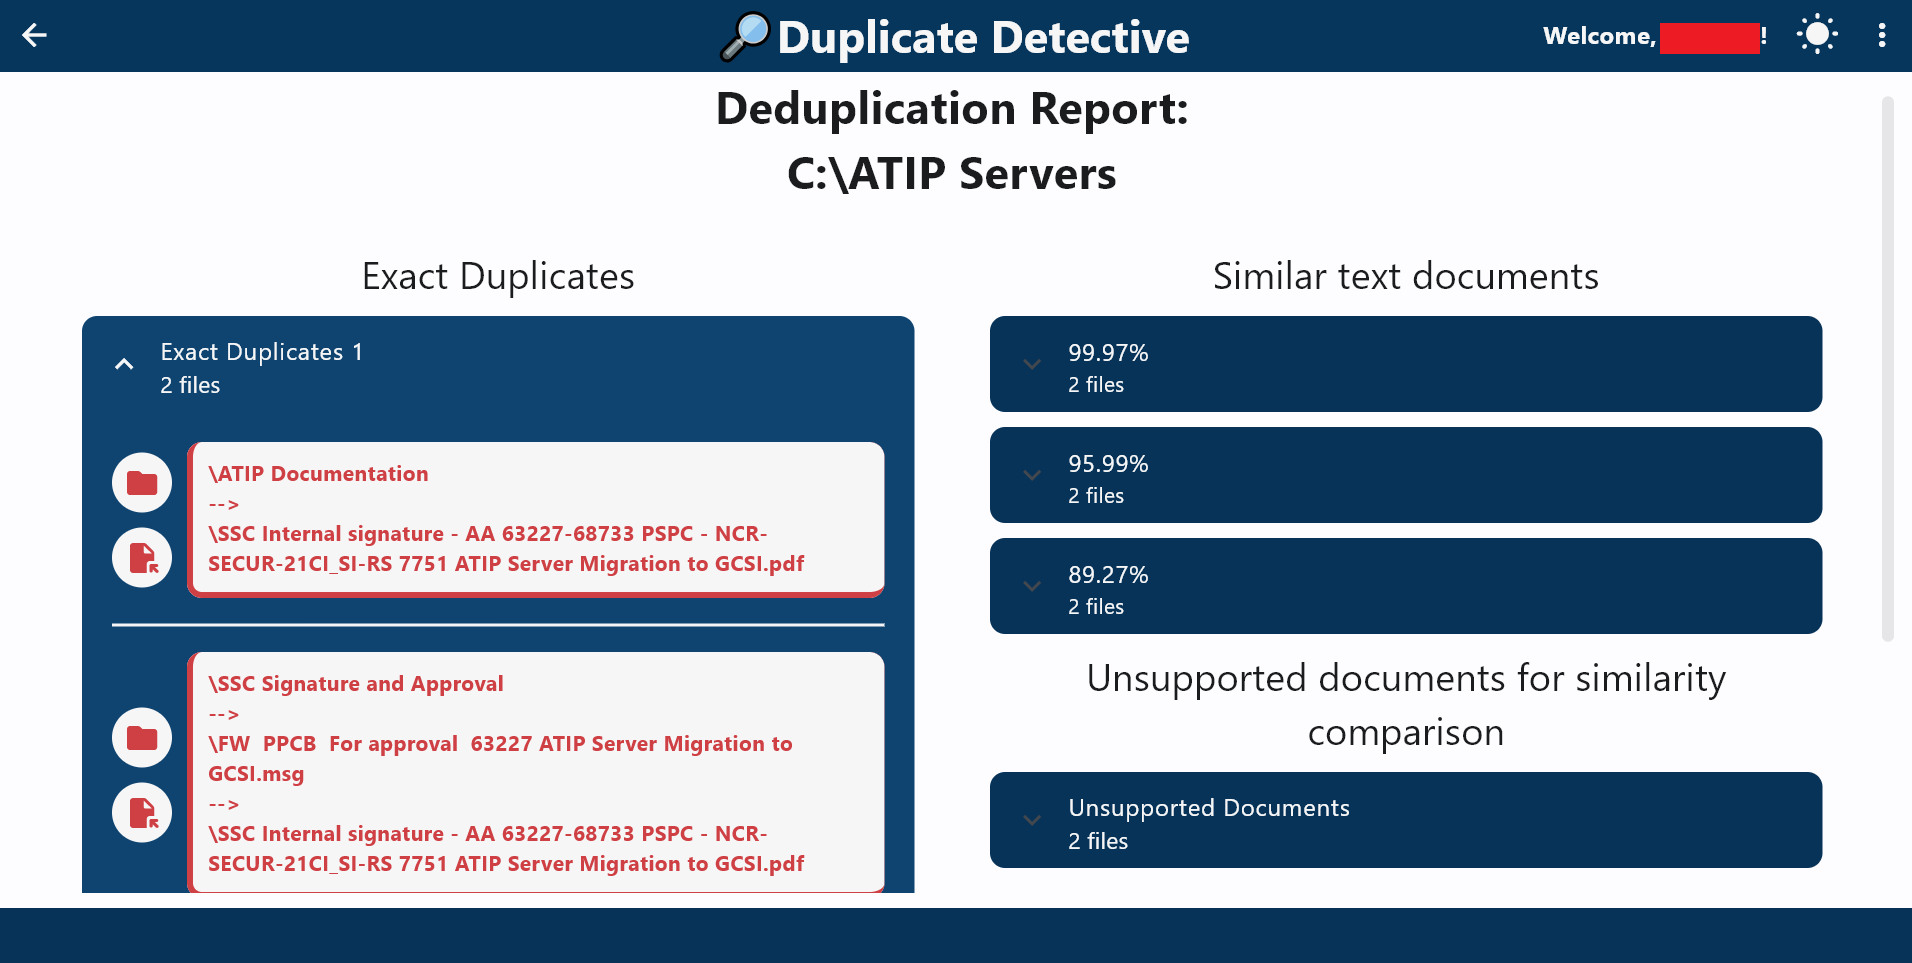 Duplicate Detective
Welcome, !
Deduplication Report:
C:\ATIP Servers
Exact Duplicates
Exact Duplicates 1
2 files
\ATIP Documentation
-->
\SSC Internal signature - AA 63227-68733 PSPC - NCR-
SECUR-21CI_SI-RS 7751 ATIP Server Migration to GCSI.pdf
\SSC Signature and Approval
-->
\FW  PPCB  For approval  63227 ATIP Server Migration to
GCSI.msg
-->
\SSC Internal signature - AA 63227-68733 PSPC - NCR-
SECUR-21CI_SI-RS 7751 ATIP Server Migration to GCSI.pdf
Similar text documents
99.97%
2 files
95.99%
2 files
89.27%
2 files
Unsupported documents for similarity
comparison
Unsupported Documents
2 files